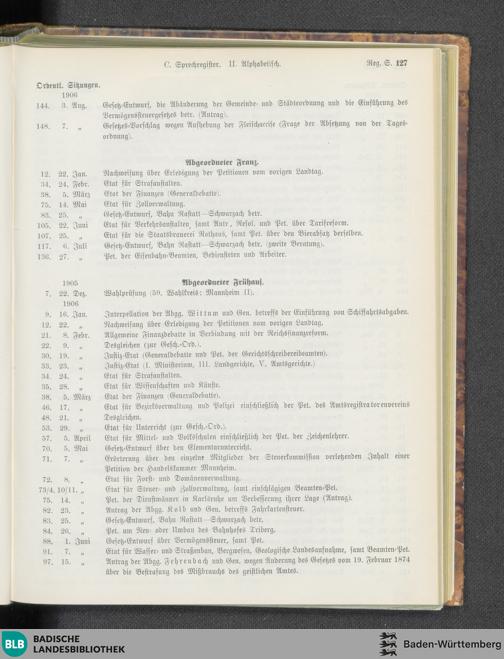 C. Sprechregister. II. Alphabetisch. Reg. S. 127
Ordentl. Sitzungen.
1906
144. 3. Aug. Gesetz-Entwurf, die Abänderung der Gemeinde- und Städteordnung und die Einführung des
Vermögenssteuergesetzes betr. (Antrag).
148. 7. „ Gesetzes-Vorschlag wegen Aufhebung der Fleischaccise (Frage der Absetzung von der Tages-
ordnung).
Abgeordneter Franz.
12. 22. Jan. Nachweisung über Erledigung der Petitionen vom vorigen Landtag.
34. 24. Febr. Etat für Strafanstalten.
38. 5. März Etat der Finanzen (Generaldebatte).
75. 14. Mai Etat für Zollverwaltung.
83. 25. „ Gesetz-Entwurf, Bahn Rastatt—Schwarzach betr.
105. 22. Juni Etat für Verkehrsanstalten, samt Antr., Resol. und Pet. über Tarifreform.
107. 25. „ Etat für die Staatsbrauerei Rothaus, samt Pet. über den Bierabsatz derselben.
117. 6. Juli Gesetz-Entwurf, Bahn Rastatt—Schwarzach betr. (zweite Beratung).
136. 27. „ Pet. der Eisenbahn-Beamten, Bediensteten und Arbeiter.
1905 Abgeordneter Frühauf.
7. 22. Dez. Wahlprüfung (59. Wahlkreis: Mannheim II).
1906
9. 16. Jan. Interpellation der Abgg. Wittum und Gen. betreffs der Einführung von Schiffahrtsabgaben.
12. 22. „ Nachweisung über Erledigung der Petitionen vom vorigen Landtag.
21. 8. Febr. Allgemeine Finanzdebatte in Verbindung mit der Reichsfinanzreform.
22. 9. „ Desgleichen (zur Gesch.-Ord.).
30. 19. „ Justiz-Etat (Generaldebatte und Pet. der Gerichtsschreibereibeamten).
33. 23. „ Justiz-Etat (I. Ministerium, III. Landgerichte, V. Amtsgerichte.)
34. 24. „ Etat für Strafanstalten.
35. 28. „ Etat für Wissenschaften und Künste.
38. 5. März Etat der Finanzen (Generaldebatte).
46. 17. „ Etat für Bezirksverwaltung und Polizei einschließlich der Pet. des Amtsregistratorenvereins
48. 21. „ Desgleichen.
53. 29. „ Etat für Unterricht (zur Gesch.-Ord.).
57. 5. April Etat für Mittel- und Volksschulen einschließlich der Pet. der Zeichenlehrer.
70. 5. Mai Gesetz-Entwurf über den Elementarunterricht.
71. 7. „ Erörterung über den einzelne Mitglieder der Steuerkommission verletzenden Inhalt einer
Petition der Handelskammer Mannheim.
72. 8. „ Etat für Forst- und Domänenverwaltung.
73/4. 10/11. „ Etat für Steuer- und Zollverwaltung, samt einschlägigen Beamten-Pet.
75. 14. „ Pet. der Dienstmänner in Karlsruhe um Verbesserung ihrer Lage (Antrag).
82. 23. „ Antrag der Abgg. Kolb und Gen. betreffs Fahrkartensteuer.
83. 25. „ Gesetz-Entwurf, Bahn Rastatt—Schwarzach betr.
84. 26. „ Pet. um Neu- oder Umbau des Bahnhofes Triberg.
88. 1. Juni Gesetz-Entwurf über Vermögenssteuer, samt Pet.
91. 7. „ Etat für Wasser- und Straßenbau, Bergwesen, Geologische Landesaufnahme, samt Beamten-Pet.
97. 15. „ Antrag der Abgg. Fehrenbach und Gen. wegen Änderung des Gesetzes vom 19. Februar 1874
über die Bestrafung des Mißbrauchs des geistlichen Amtes.
BLB BADISCHE
LANDESBIBLIOTHEK
Baden-Württemberg